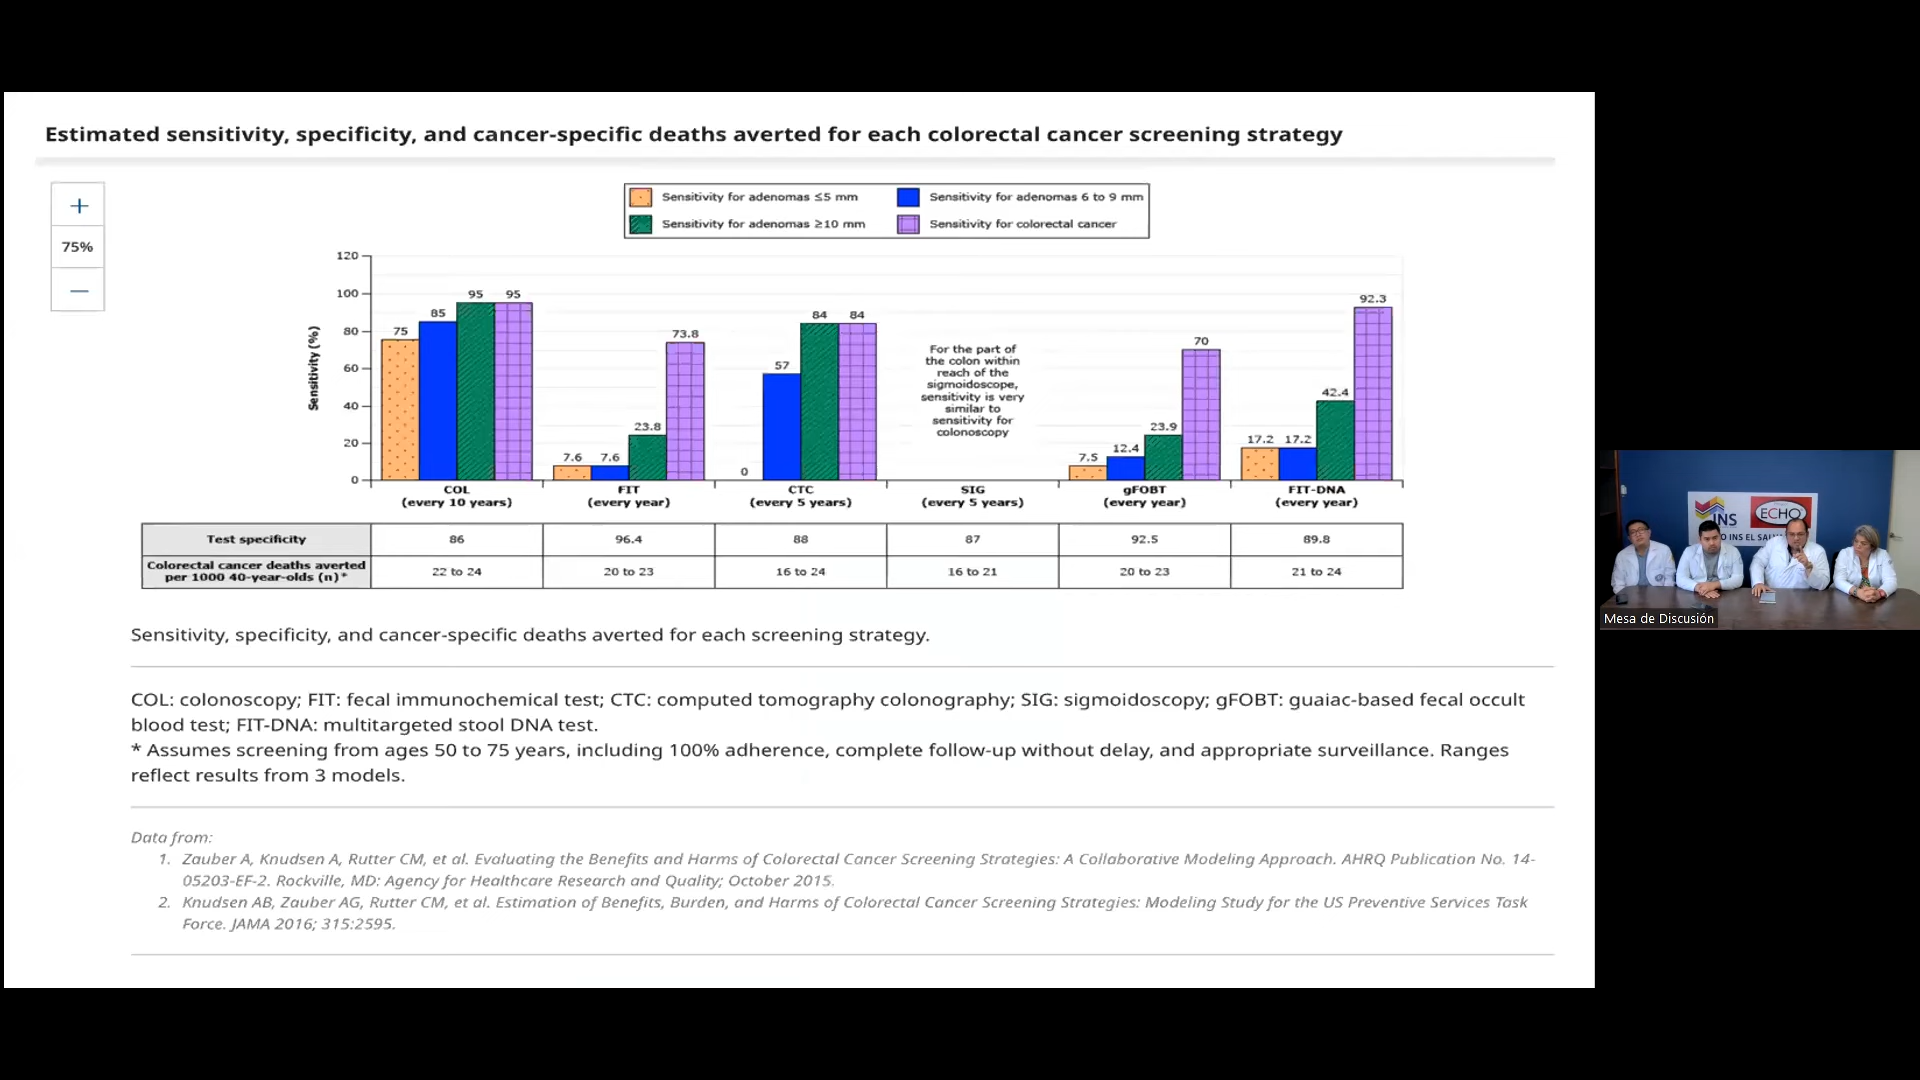 Estimated sensitivity, specificity, and cancer-specific deaths averted for each colorectal cancer screening strategy
+
75%
—
Sensitivity for adenomas ≤5 mm
Sensitivity for adenomas 6 to 9 mm
Sensitivity for adenomas ≥10 mm
Sensitivity for colorectal cancer
Sensitivity (%)
120
100
80
60
40
20
0
75
85
95
95
7.6
7.6
23.8
73.8
0
57
84
84
For the part of
the colon within
reach of the
sigmoidoscope,
sensitivity is very
similar to
sensitivity for
colonoscopy
7.5
12.4
23.9
70
17.2
17.2
42.4
92.3
COL
(every 10 years)
FIT
(every year)
CTC
(every 5 years)
SIG
(every 5 years)
gFOBT
(every year)
FIT-DNA
(every year)
Test specificity
86
96.4
88
87
92.5
89.8
Colorectal cancer deaths averted
per 1000 40-year-olds (n)*
22 to 24
20 to 23
16 to 24
16 to 21
20 to 23
21 to 24
Sensitivity, specificity, and cancer-specific deaths averted for each screening strategy.
COL: colonoscopy; FIT: fecal immunochemical test; CTC: computed tomography colonography; SIG: sigmoidoscopy; gFOBT: guaiac-based fecal occult
blood test; FIT-DNA: multitargeted stool DNA test.
* Assumes screening from ages 50 to 75 years, including 100% adherence, complete follow-up without delay, and appropriate surveillance. Ranges
reflect results from 3 models.
Data from:
1. Zauber A, Knudsen A, Rutter CM, et al. Evaluating the Benefits and Harms of Colorectal Cancer Screening Strategies: A Collaborative Modeling Approach. AHRQ Publication No. 14-
05203-EF-2. Rockville, MD: Agency for Healthcare Research and Quality; October 2015.
2. Knudsen AB, Zauber AG, Rutter CM, et al. Estimation of Benefits, Burden, and Harms of Colorectal Cancer Screening Strategies: Modeling Study for the US Preventive Services Task
Force. JAMA 2016; 315:2595.
INS
ECHO
O INS EL
Mesa de Discusión